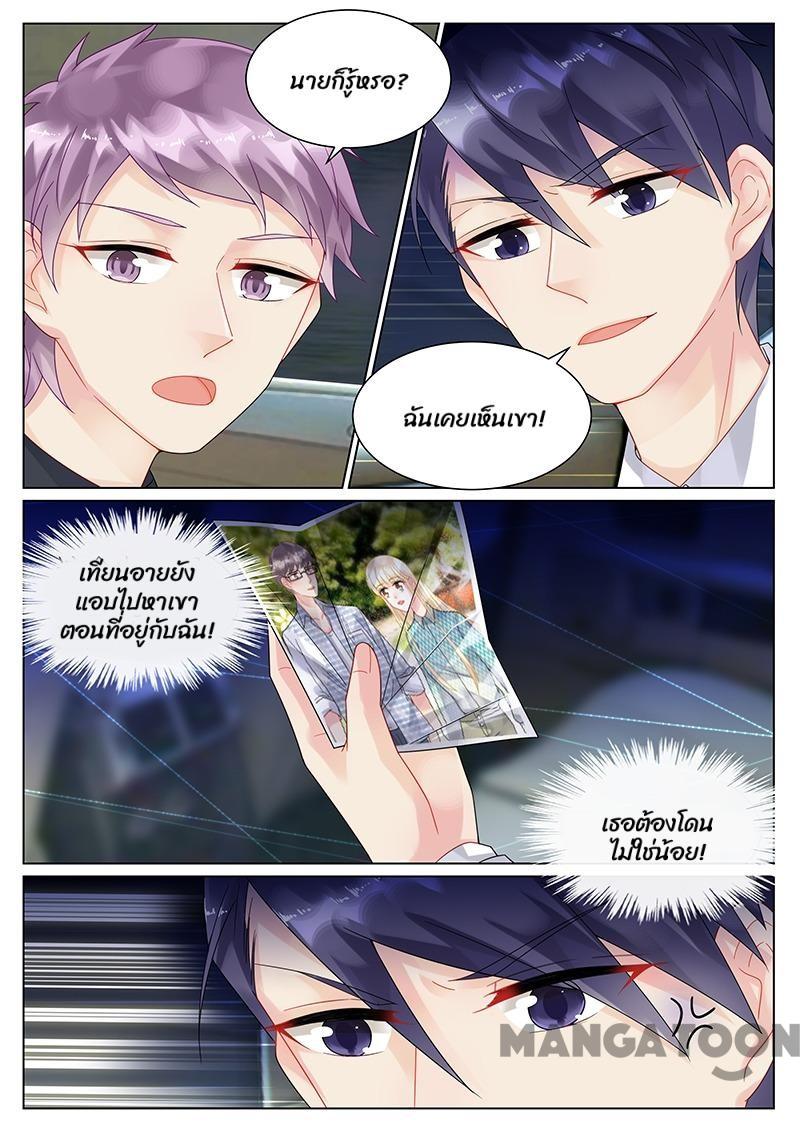 นายก็รู้หรอ?
ฉันเคยเห็นเขา!
เทียนอายยัง
แอบไปหาเขา
ตอนที่อยู่กับฉัน!
เธอต้องโดน
ไม่ใช่น้อย!
MANGATOON